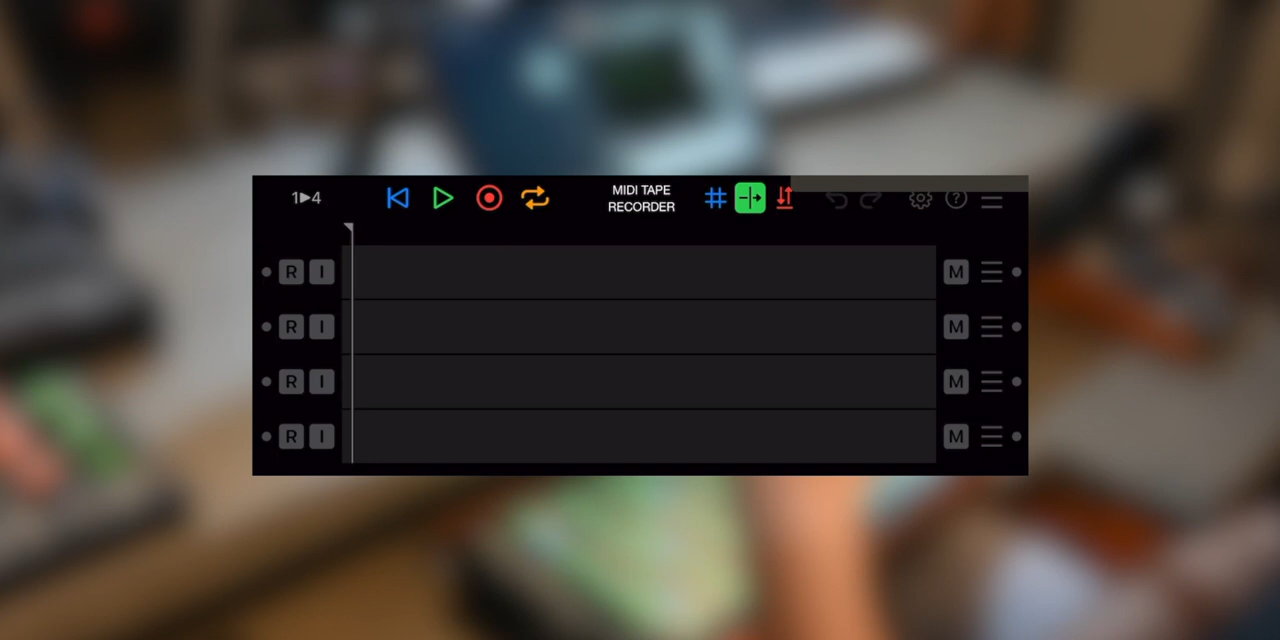 1▶4
MIDI TAPE
RECORDER
?
R I M
R I M
R I M
R I M